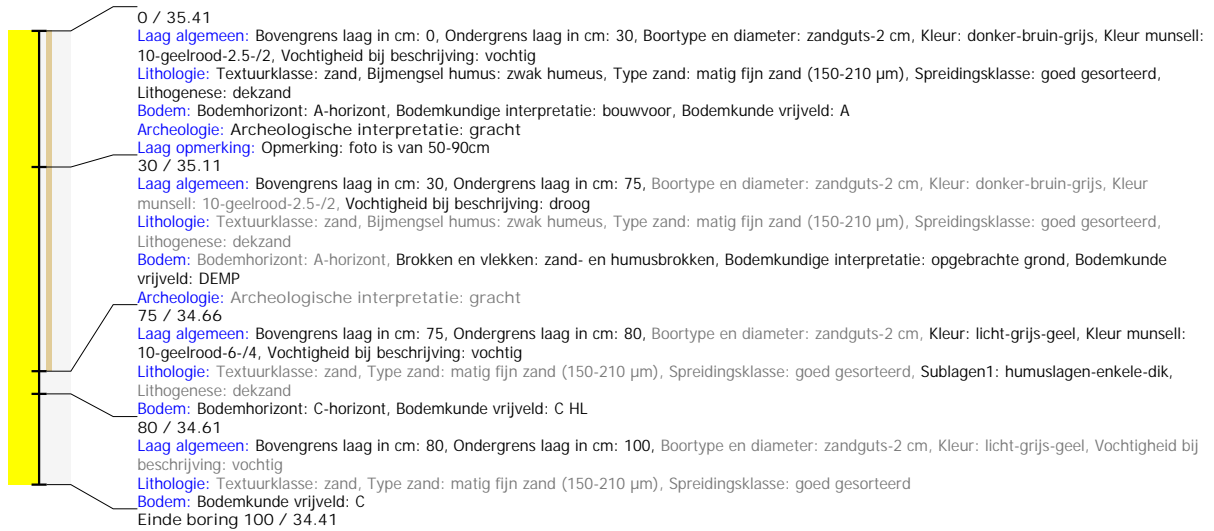 0 / 35.41
Laag algemeen: Bovengrens laag in cm: 0, Ondergrens laag in cm: 30, Boortype en diameter: zandguts-2 cm, Kleur: donker-bruin-grijs, Kleur munsell:
10-geelrood-2.5-/2, Vochtigheid bij beschrijving: vochtig
Lithologie: Textuurklasse: zand, Bijmengsel humus: zwak humeus, Type zand: matig fijn zand (150-210 µm), Spreidingsklasse: goed gesorteerd,
Lithogenese: dekzand
Bodem: Bodemhorizont: A-horizont, Bodemkundige interpretatie: bouwvoor, Bodemkunde vrijveld: A
Archeologie: Archeologische interpretatie: gracht
Laag opmerking: Opmerking: foto is van 50-90cm
30 / 35.11
Laag algemeen: Bovengrens laag in cm: 30, Ondergrens laag in cm: 75, Boortype en diameter: zandguts-2 cm, Kleur: donker-bruin-grijs, Kleur
munsell: 10-geelrood-2.5-/2, Vochtigheid bij beschrijving: droog
Lithologie: Textuurklasse: zand, Bijmengsel humus: zwak humeus, Type zand: matig fijn zand (150-210 µm), Spreidingsklasse: goed gesorteerd,
Lithogenese: dekzand
Bodem: Bodemhorizont: A-horizont, Brokken en vlekken: zand- en humusbrokken, Bodemkundige interpretatie: opgebrachte grond, Bodemkunde
vrijveld: DEMP
Archeologie: Archeologische interpretatie: gracht
75 / 34.66
Laag algemeen: Bovengrens laag in cm: 75, Ondergrens laag in cm: 80, Boortype en diameter: zandguts-2 cm, Kleur: licht-grijs-geel, Kleur munsell:
10-geelrood-6-/4, Vochtigheid bij beschrijving: vochtig
Lithologie: Textuurklasse: zand, Type zand: matig fijn zand (150-210 µm), Spreidingsklasse: goed gesorteerd, Sublagen1: humuslagen-enkele-dik,
Lithogenese: dekzand
Bodem: Bodemhorizont: C-horizont, Bodemkunde vrijveld: C HL
80 / 34.61
Laag algemeen: Bovengrens laag in cm: 80, Ondergrens laag in cm: 100, Boortype en diameter: zandguts-2 cm, Kleur: licht-grijs-geel, Vochtigheid bij
beschrijving: vochtig
Lithologie: Textuurklasse: zand, Type zand: matig fijn zand (150-210 µm), Spreidingsklasse: goed gesorteerd
Bodem: Bodemkunde vrijveld: C
Einde boring 100 / 34.41